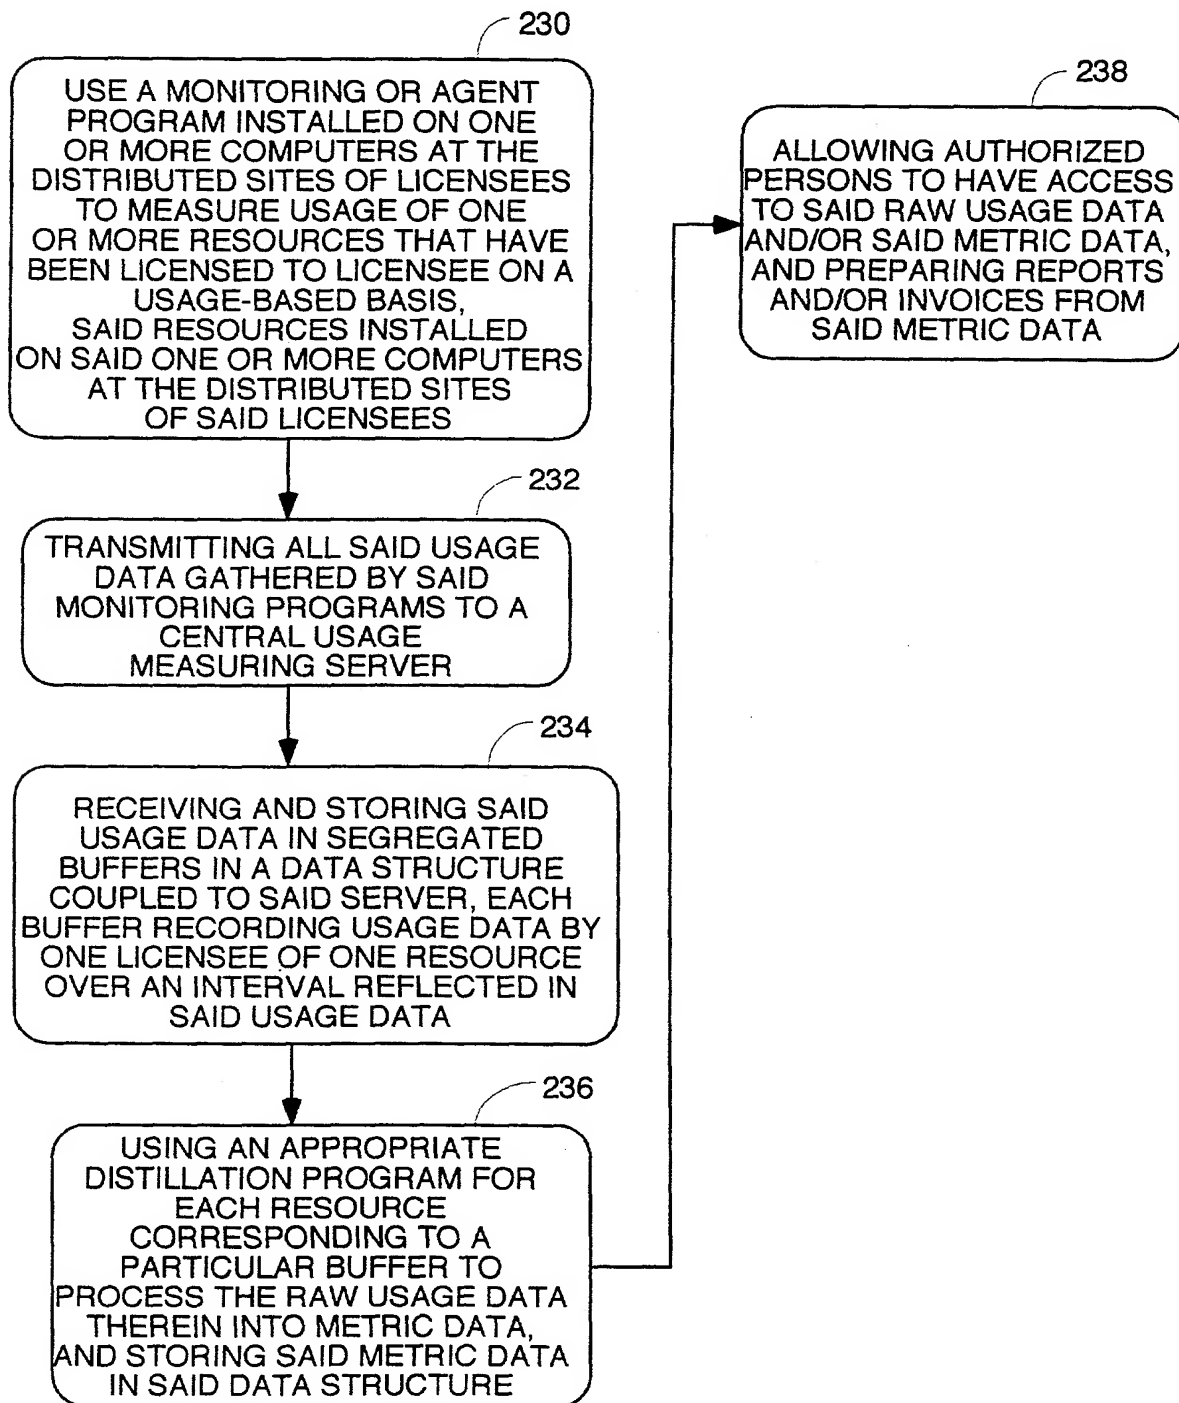 230
USE A MONITORING OR AGENT
PROGRAM INSTALLED ON ONE
OR MORE COMPUTERS AT THE
DISTRIBUTED SITES OF LICENSEES
TO MEASURE USAGE OF ONE
OR MORE RESOURCES THAT HAVE
BEEN LICENSED TO LICENSEE ON A
USAGE-BASED BASIS,
SAID RESOURCES INSTALLED
ON SAID ONE OR MORE COMPUTERS
AT THE DISTRIBUTED SITES
OF SAID LICENSEES
232
TRANSMITTING ALL SAID USAGE
DATA GATHERED BY SAID
MONITORING PROGRAMS TO A
CENTRAL USAGE
MEASURING SERVER
234
RECEIVING AND STORING SAID
USAGE DATA IN SEGREGATED
BUFFERS IN A DATA STRUCTURE
COUPLED TO SAID SERVER, EACH
BUFFER RECORDING USAGE DATA BY
ONE LICENSEE OF ONE RESOURCE
OVER AN INTERVAL REFLECTED IN
SAID USAGE DATA
236
USING AN APPROPRIATE
DISTILLATION PROGRAM FOR
EACH RESOURCE
CORRESPONDING TO A
PARTICULAR BUFFER TO
PROCESS THE RAW USAGE DATA
THEREIN INTO METRIC DATA,
AND STORING SAID METRIC DATA
IN SAID DATA STRUCTURE
238
ALLOWING AUTHORIZED
PERSONS TO HAVE ACCESS
TO SAID RAW USAGE DATA
AND/OR SAID METRIC DATA,
AND PREPARING REPORTS
AND/OR INVOICES FROM
SAID METRIC DATA